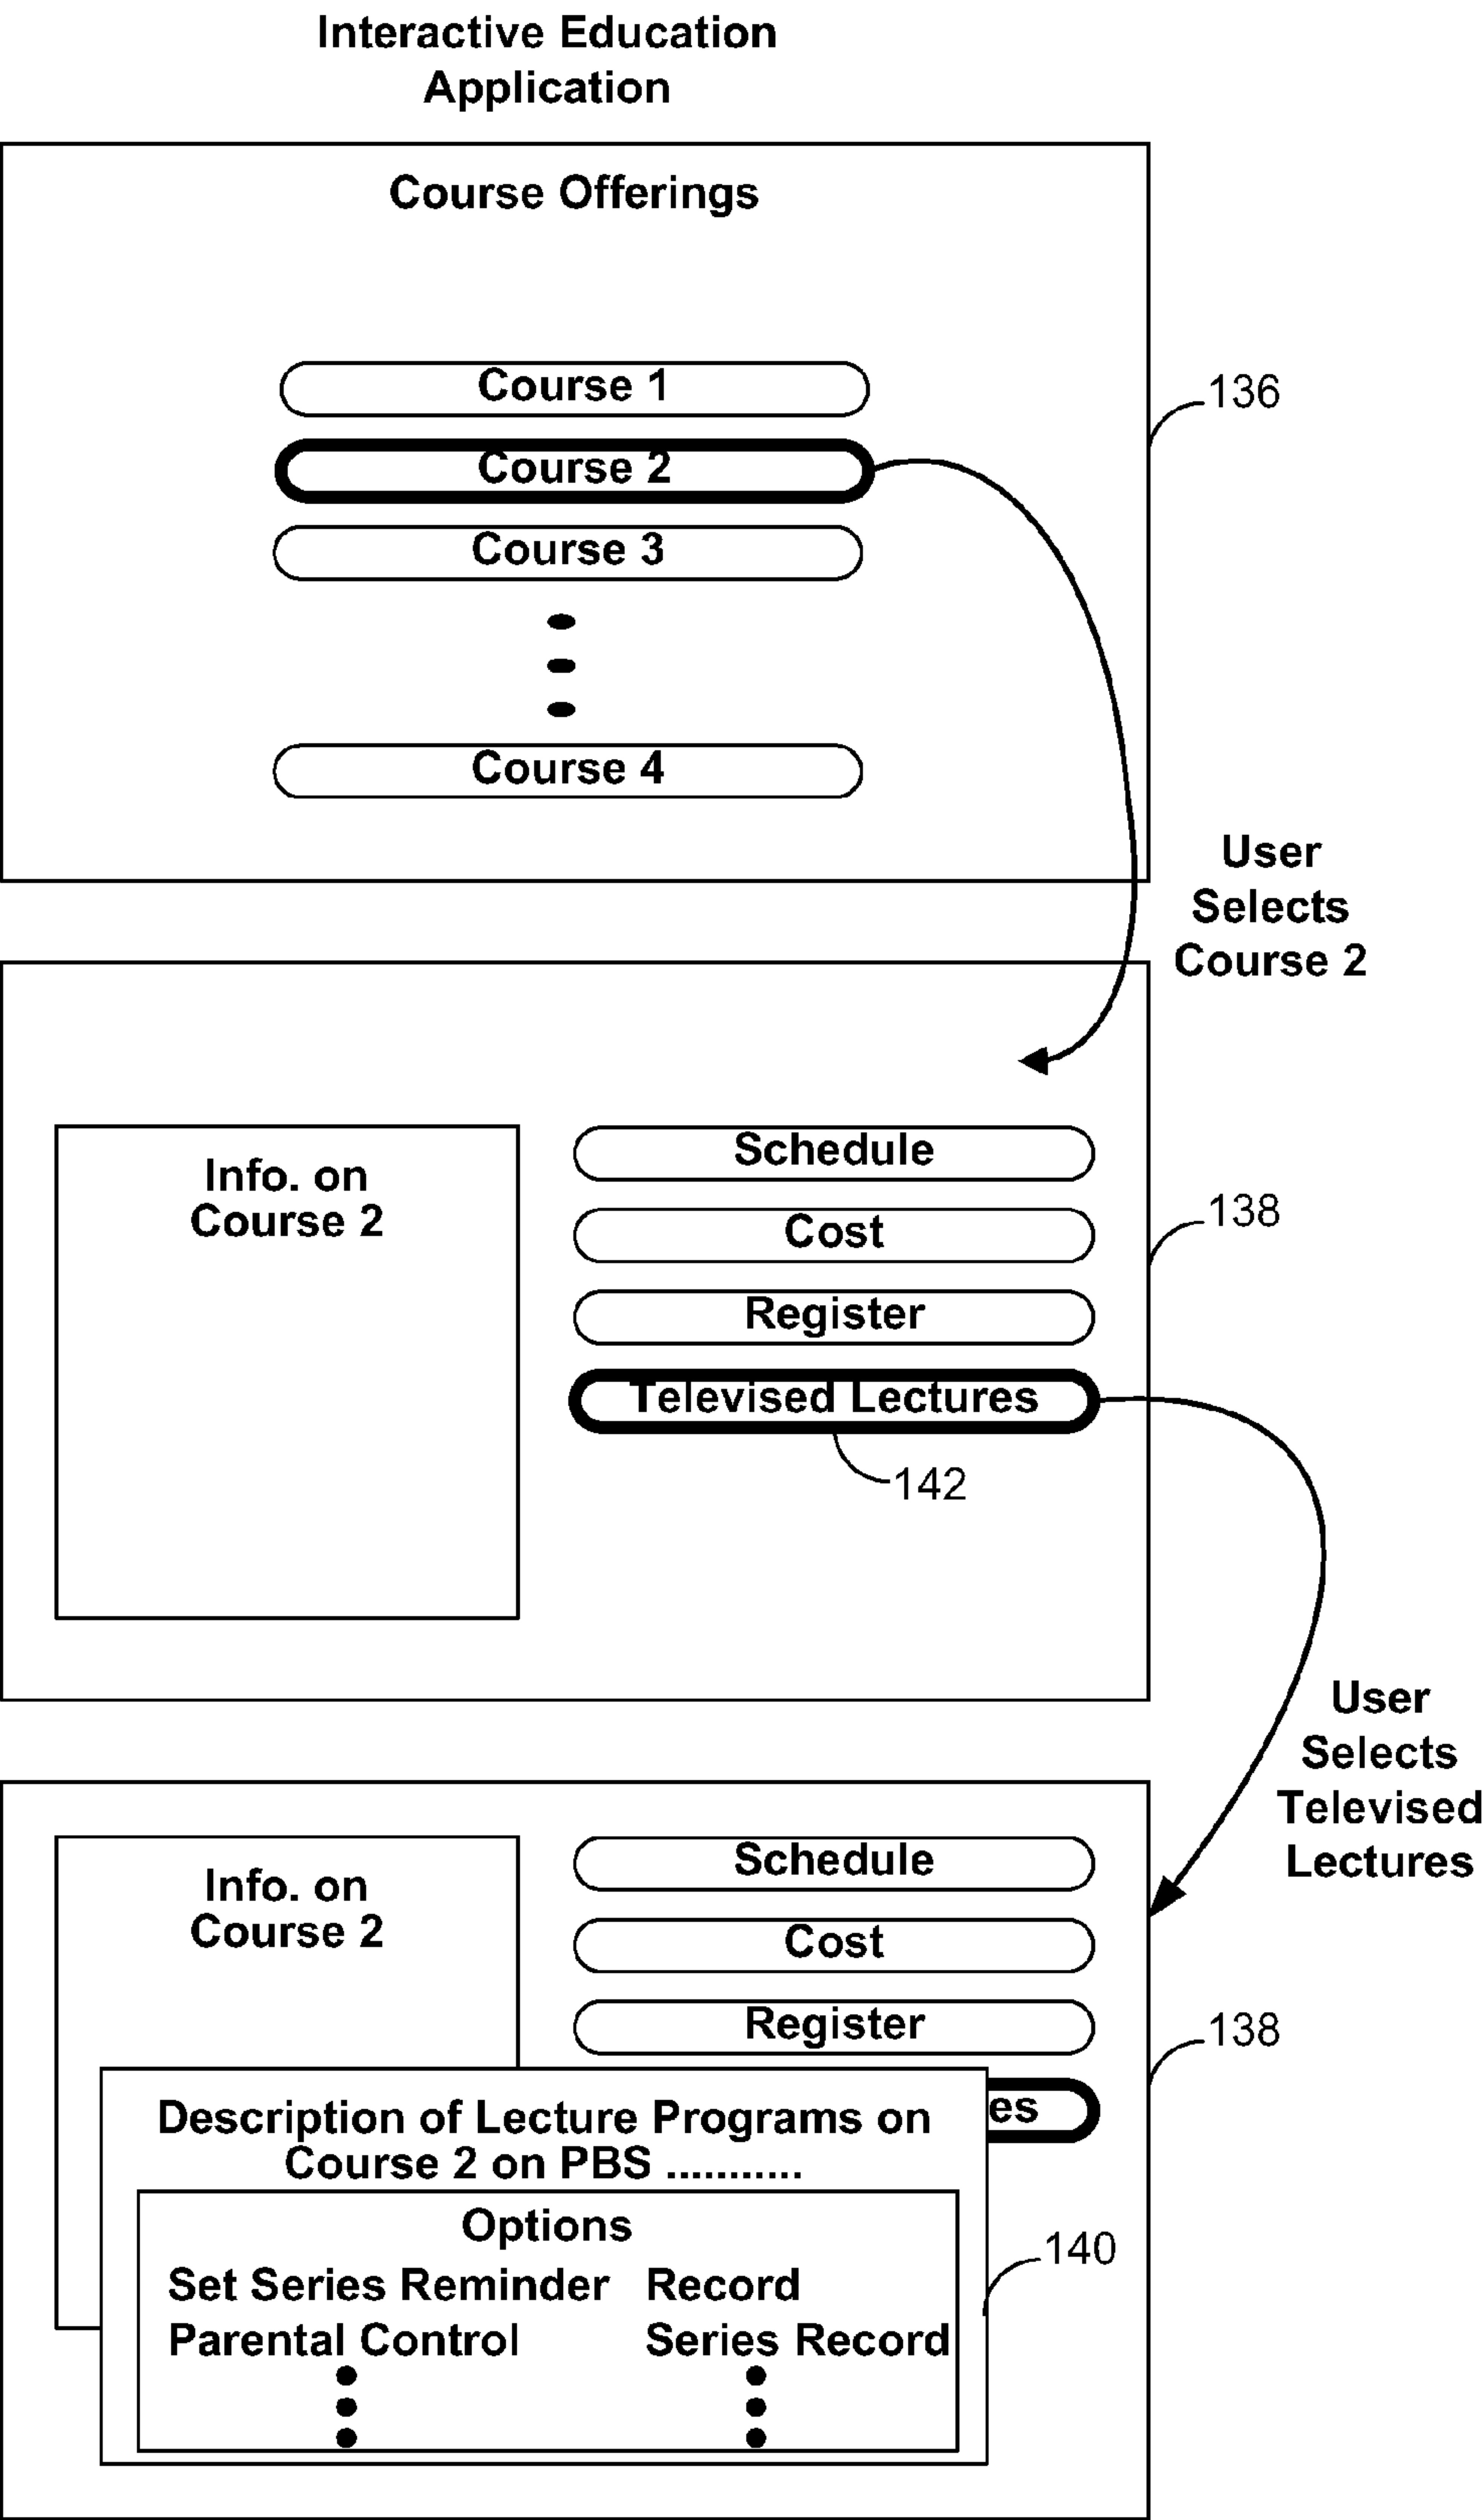 Interactive Education
Application
Course Offerings
Course 1
136
Course 2
Course 3
Course 4
User
Selects
Course 2
Info. on
Course 2
Schedule
138
Cost
Register
Televised Lectures
142
User
Selects
Televised
Lectures
Info. on
Course 2
Schedule
Cost
Register
138
es
Description of Lecture Programs on
Course 2 on PBS ...........
Options
140
Set Series Reminder Record
Parental Control Series Record